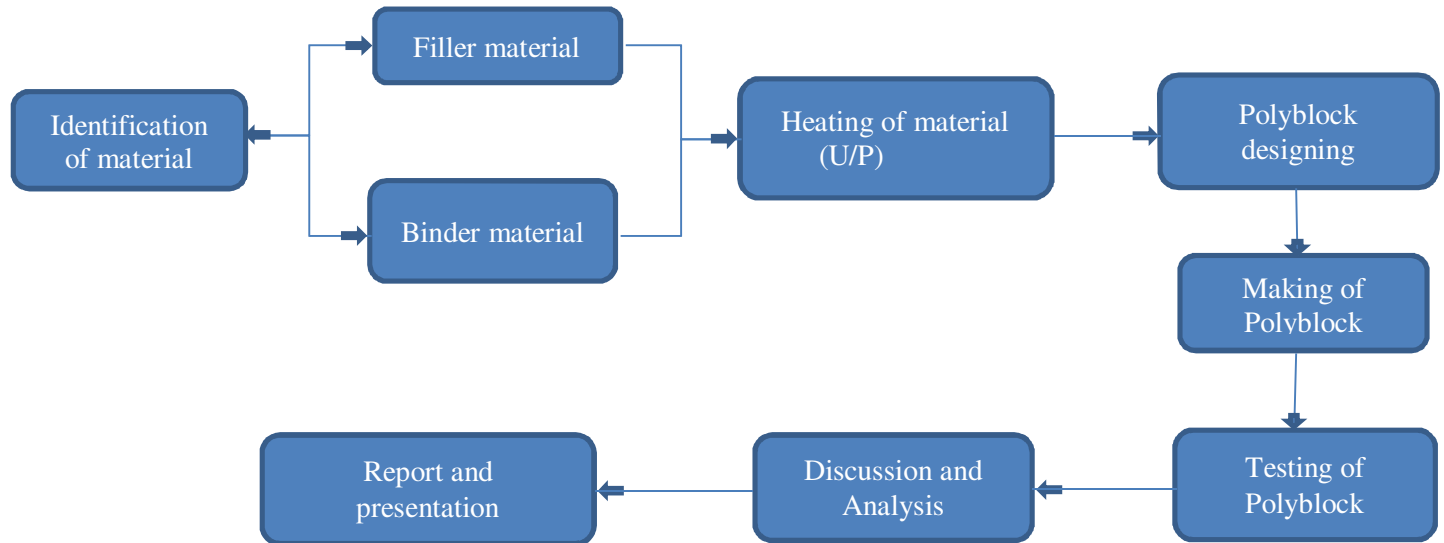 Filler material
Identification
of material
Binder material
Heating of material
(U/P)
Polyblock
designing
Making of
Polyblock
Testing of
Polyblock
Discussion and
Analysis
Report and
presentation